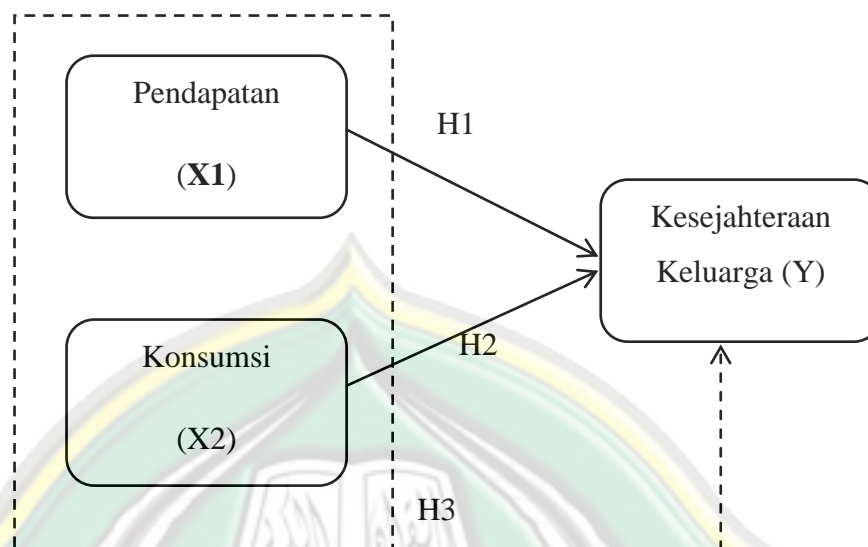 Pendapatan
(X1)
H1
Kesejahteraan
Keluarga (Y)
Konsumsi
(X2)
H2
H3